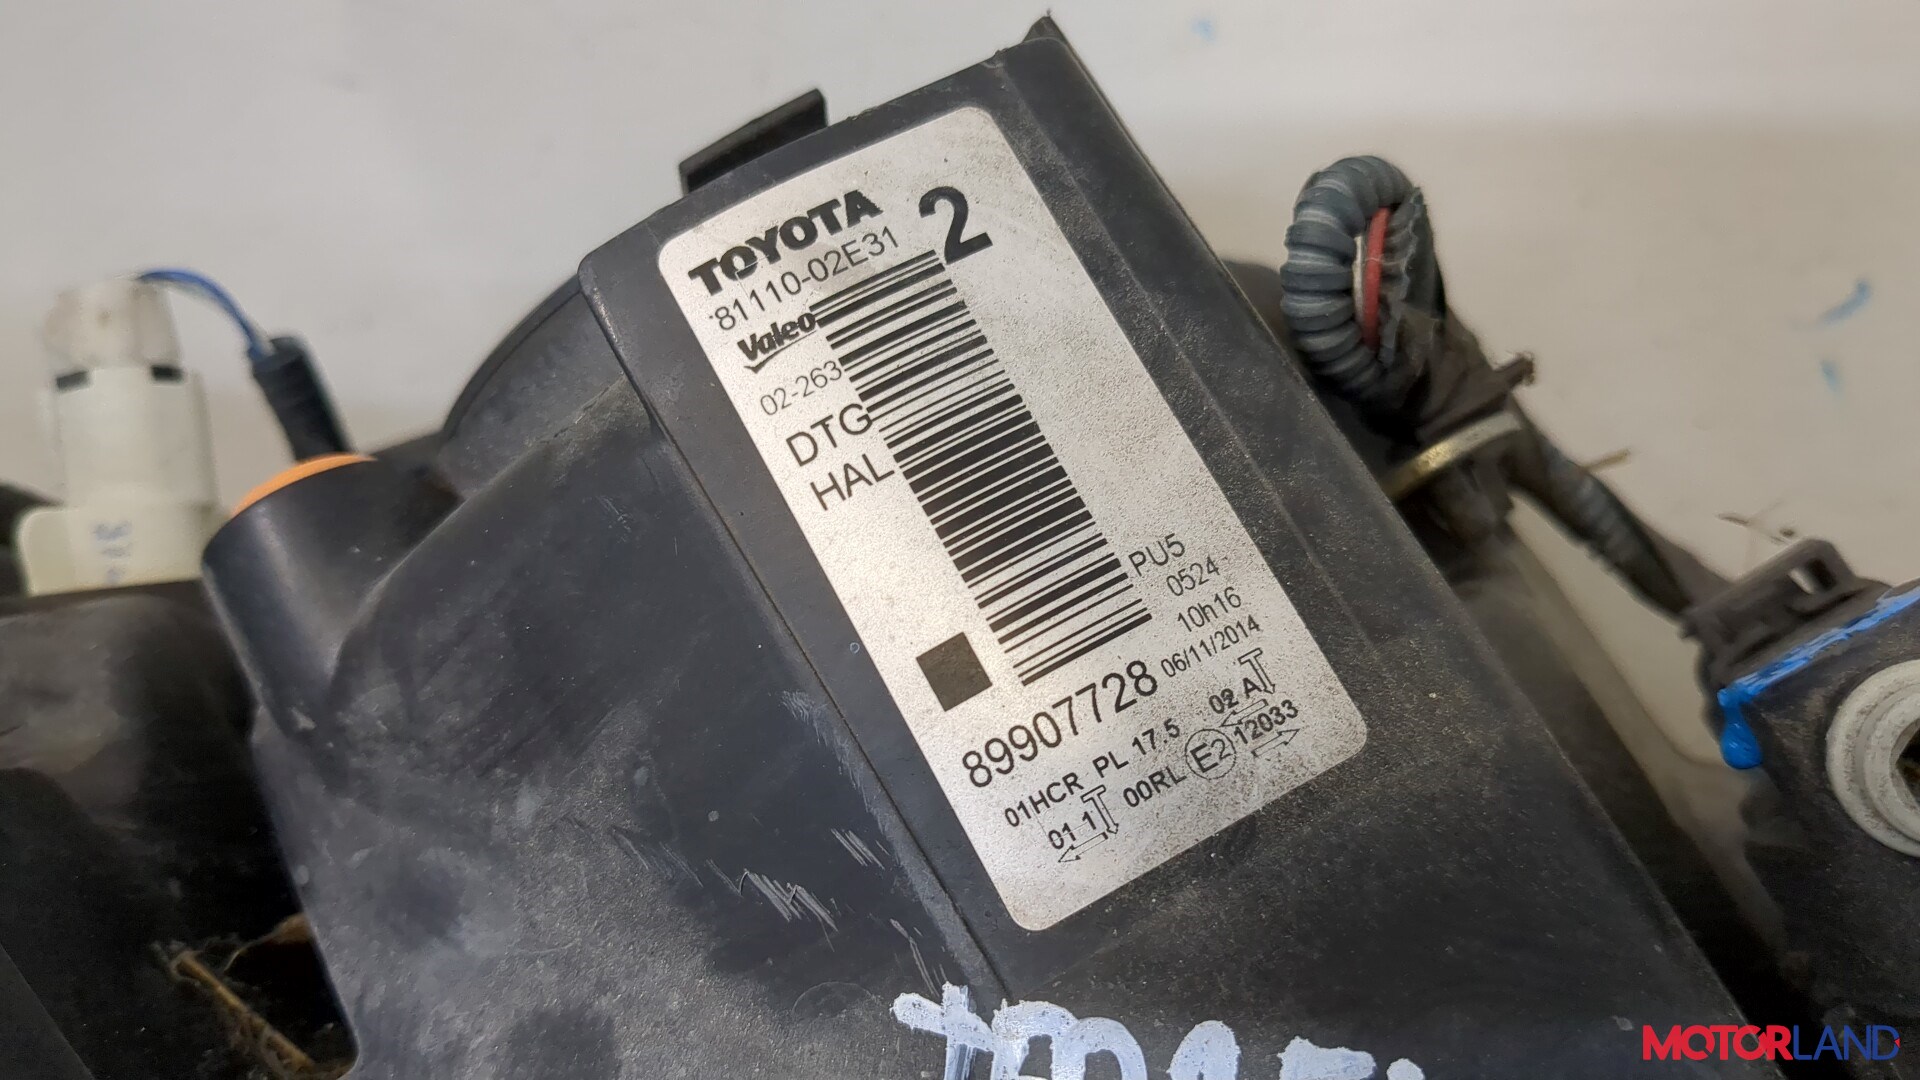 TOYOTA 2
81110-02E31
Valeo
02-263
DTG
HAL
PU5
0524
10h16
06/11/2014
89907728
01HCR PL 17.5 02 A
01 1 00RL E2 12033
MOTORLAND